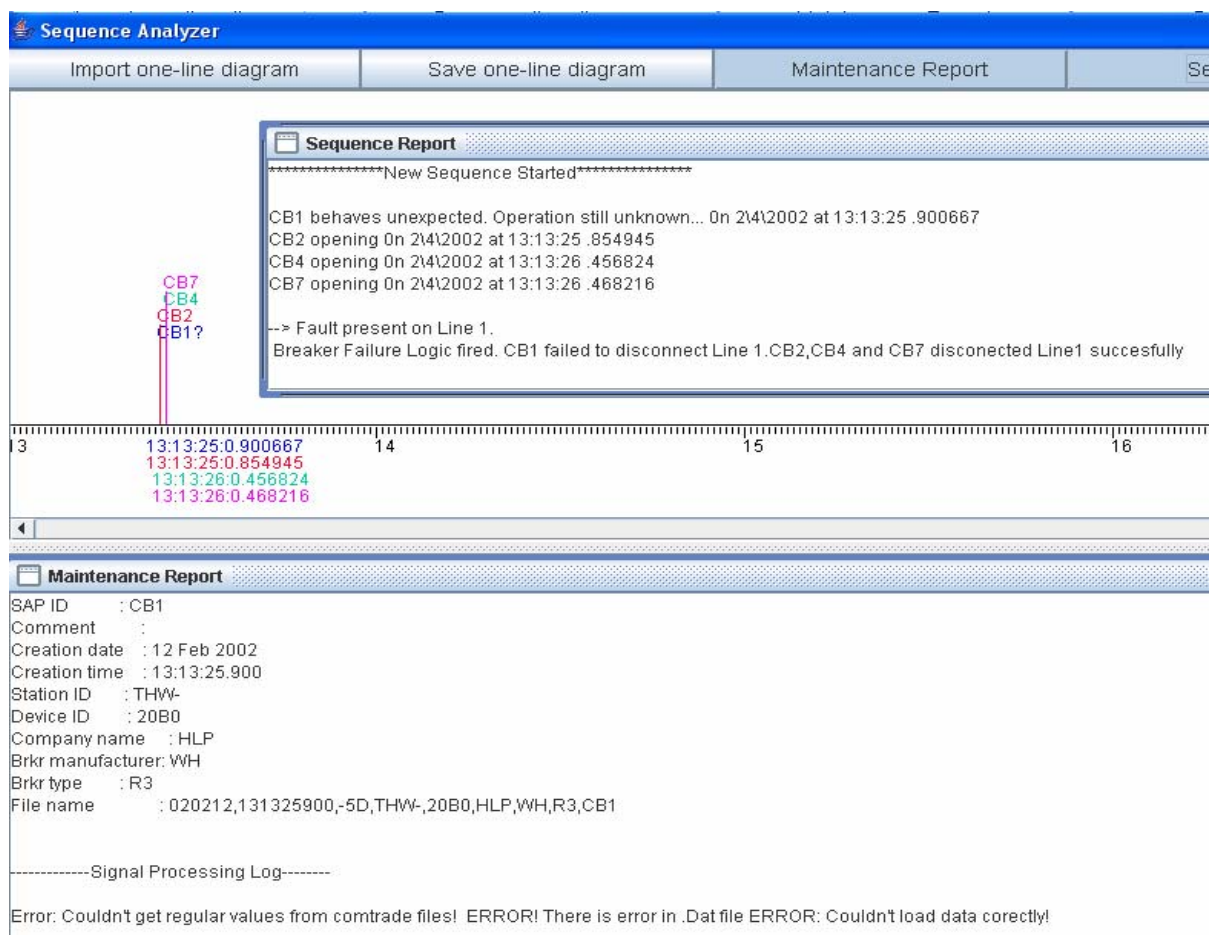 Sequence Analyzer
Import one-line diagram Save one-line diagram Maintenance Report Se
Sequence Report
***************New Sequence Started***************
CB1 behaves unexpected. Operation still unknown... 0n 2\4\2002 at 13:13:25 .900667
CB2 opening 0n 2\4\2002 at 13:13:25 .854945
CB4 opening 0n 2\4\2002 at 13:13:26 .456824
CB7 opening 0n 2\4\2002 at 13:13:26 .468216
--> Fault present on Line 1.
Breaker Failure Logic fired. CB1 failed to disconnect Line 1.CB2,CB4 and CB7 disconected Line1 succesfully
CB7
CB4
CB2
CB1?
13 14 15 16
13:13:25:0.900667
13:13:25:0.854945
13:13:26:0.456824
13:13:26:0.468216
Maintenance Report
SAP ID : CB1
Comment :
Creation date : 12 Feb 2002
Creation time : 13:13:25.900
Station ID : THW-
Device ID : 20B0
Company name : HLP
Brkr manufacturer: WH
Brkr type : R3
File name : 020212,131325900,-5D,THW-,20B0,HLP,WH,R3,CB1
-------------Signal Processing Log--------
Error: Couldn't get regular values from comtrade files! ERROR! There is error in .Dat file ERROR: Couldn't load data corectly!